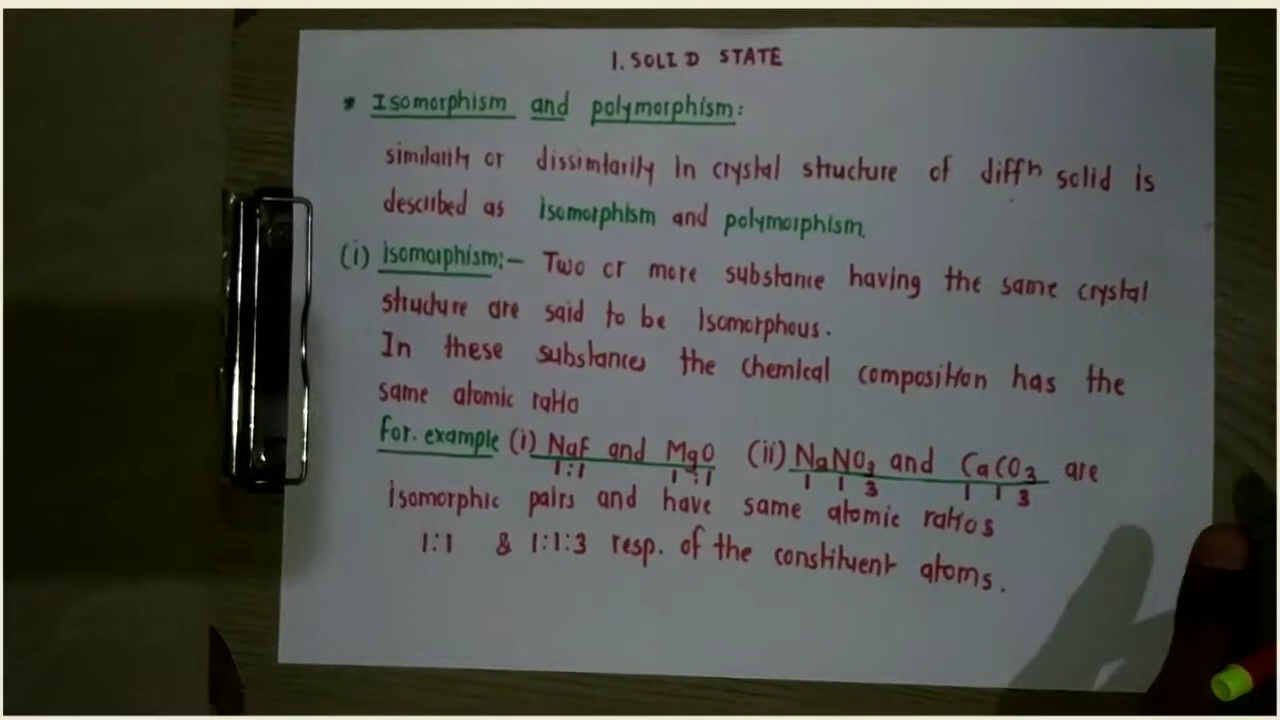 1. SOLID STATE
* Isomorphism and polymorphism:
similarity or dissimilarity in crystal structure of diffn solid is
described as isomorphism and polymorphism.
(i) isomorphism:- Two or more substance having the same crystal
structure are said to be Isomorphous.
In these substances the chemical composition has the
same atomic ratio
for. example (i) NaF and MgO (ii) NaNO3 and CaCO3 are
1:1 1:1 1 1 3 1 1 3
isomorphic pairs and have same atomic ratios
1:1 & 1:1:3 resp. of the constituent atoms.